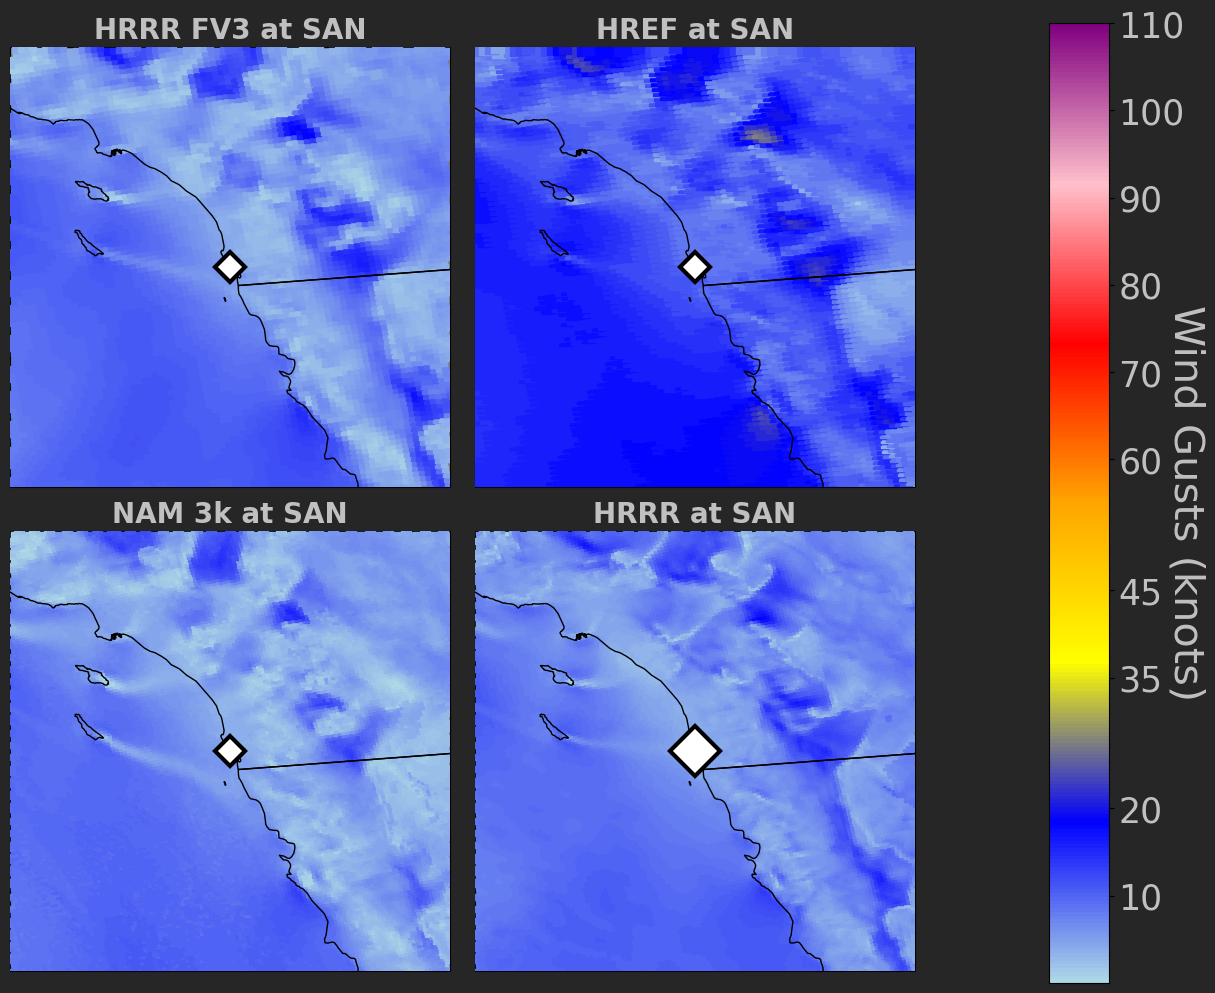 HRRR FV3 at SAN
HREF at SAN
NAM 3k at SAN
HRRR at SAN
110
100
90
80
70
60
45
35
20
10
Wind Gusts (knots)